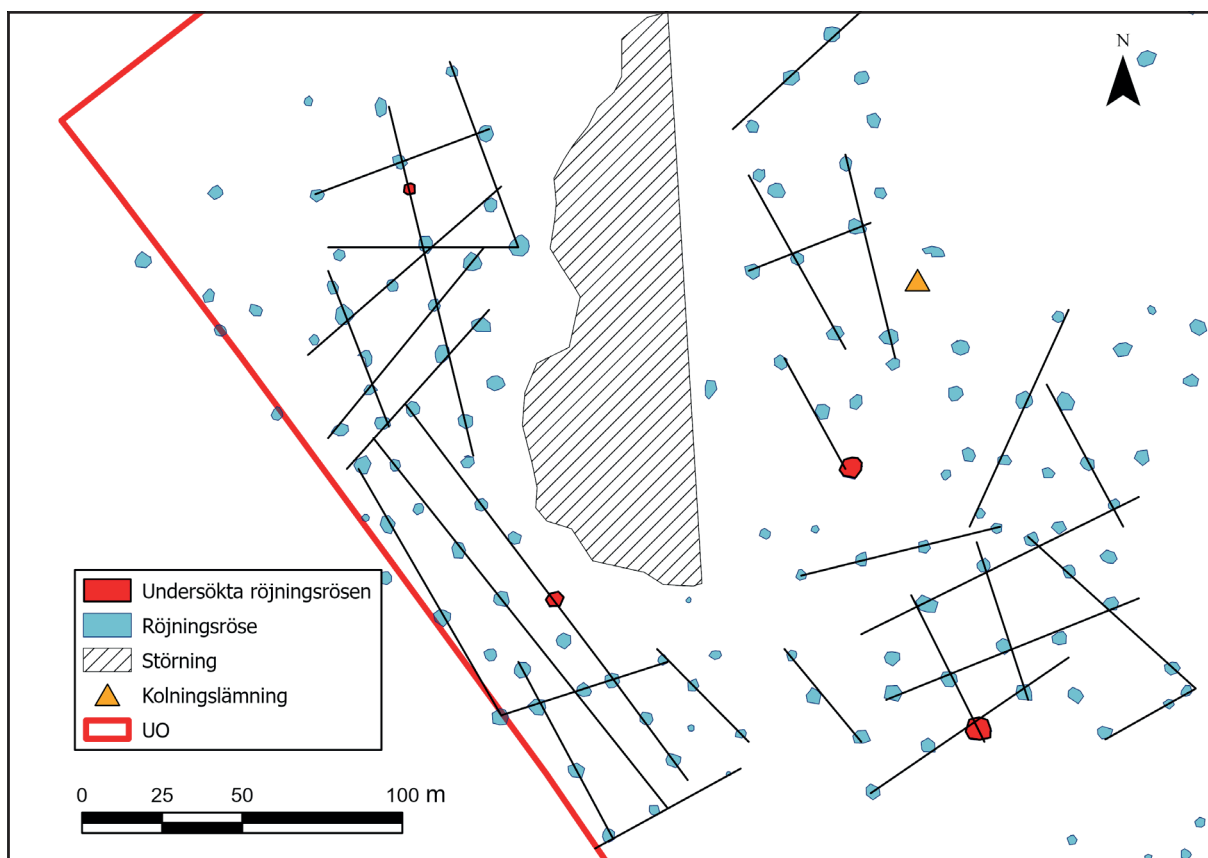 N
Undersökta röjningsrösen
Röjningsröse
Störning
Kolningslämning
UO
0 25 50 100 m